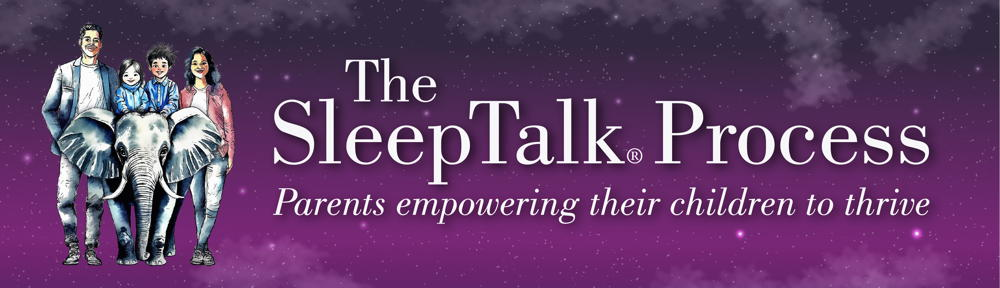 The
SleepTalk® Process
Parents empowering their children to thrive